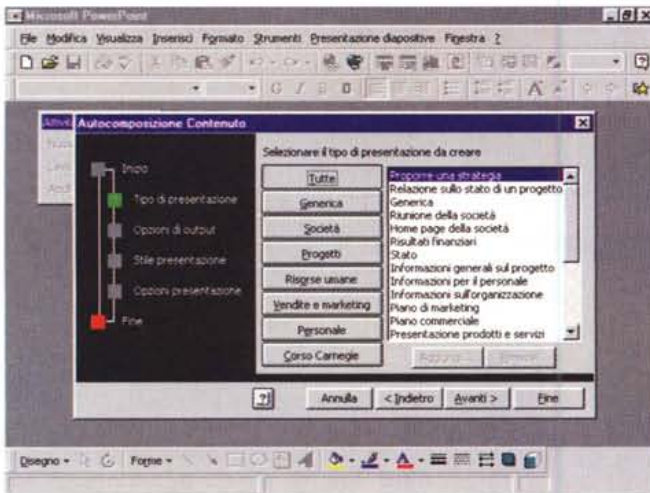 Microsoft PowerPoint
File Modifica Visualizza Inserisci Formato Strumenti Presentazione diapositive Finestra ?
G
Autocomposizione Contenuto
Selezionare il tipo di presentazione da creare
Inizio
Tipo di presentazione
Opzioni di output
Stile presentazione
Opzioni presentazione
Fine
Tutte
Generica
Società
Progetti
Risorse umane
Vendite e marketing
Personale
Corso Carnegie
Proporre una strategia
Relazione sullo stato di un progetto
Generica
Riunione della società
Home page della società
Risultati finanziari
Stato
Informazioni generali sul progetto
Informazioni per il personale
Informazioni sull'organizzazione
Piano di marketing
Piano commerciale
Presentazione prodotti e servizi
Annulla < Indietro Avanti > Fine
Disegno Forme